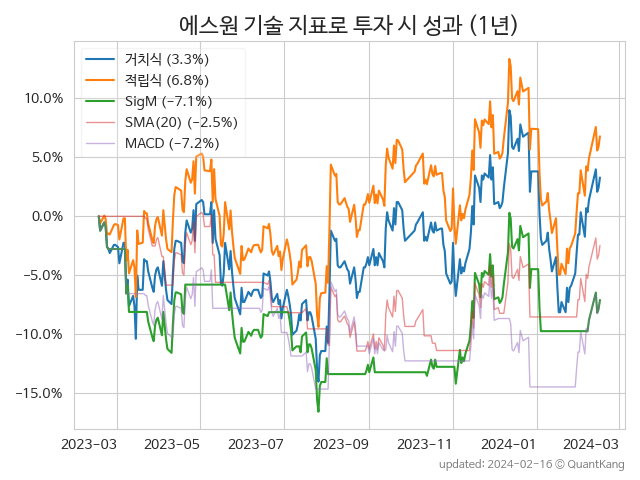 에스원 기술 지표로 투자 시 성과 (1년)
거치식 (3.3%)
적립식 (6.8%)
SigM (−7.1%)
SMA(20) (−2.5%)
MACD (−7.2%)
10.0%
5.0%
0.0%
−5.0%
−10.0%
−15.0%
2023-03 2023-05 2023-07 2023-09 2023-11 2024-01 2024-03
updated: 2024-02-16 © QuantKang